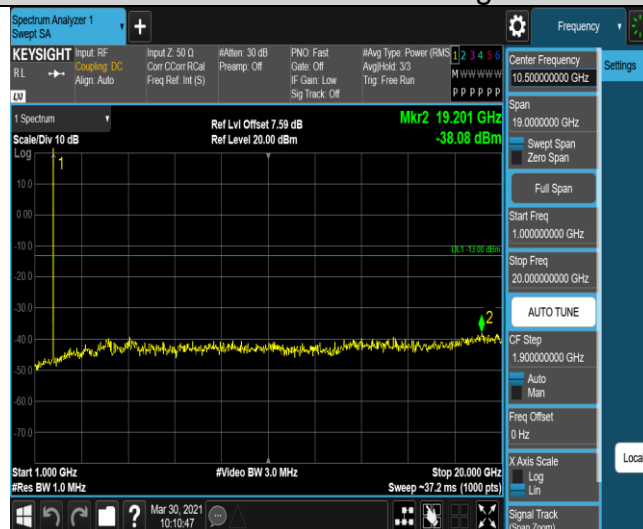 Spectrum Analyzer 1
Swept SA
Frequency
KEYSIGHT
RL
LXI
Input: RF
Coupling: DC
Align: Auto
Input Z: 50 Ω
Corr CCorr RCal
Freq Ref: Int (S)
#Atten: 30 dB
Preamp: Off
PNO: Fast
Gate: Off
IF Gain: Low
Sig Track: Off
#Avg Type: Power (RMS
Avg|Hold: 3/3
Trig: Free Run
1 2 3 4 5 6
M W W W W W
P P P P P P
1 Spectrum
Scale/Div 10 dB
Ref Lvl Offset 7.59 dB
Ref Level 20.00 dBm
Mkr2 19.201 GHz
-38.08 dBm
Log
1
10.0
0.00
-10.0
DL1 -13.00 dBm
-20.0
-30.0
2
-40.0
-50.0
-60.0
-70.0
Start 1.000 GHz
#Res BW 1.0 MHz
#Video BW 3.0 MHz
Stop 20.000 GHz
Sweep ~37.2 ms (1000 pts)
?
Mar 30, 2021
10:10:47
Center Frequency
10.500000000 GHz
Settings
Span
19.0000000 GHz
Swept Span
Zero Span
Full Span
Start Freq
1.000000000 GHz
Stop Freq
20.000000000 GHz
AUTO TUNE
CF Step
1.900000000 GHz
Auto
Man
Freq Offset
0 Hz
X Axis Scale
Log
Lin
Local
Signal Track
(Span Zoom)